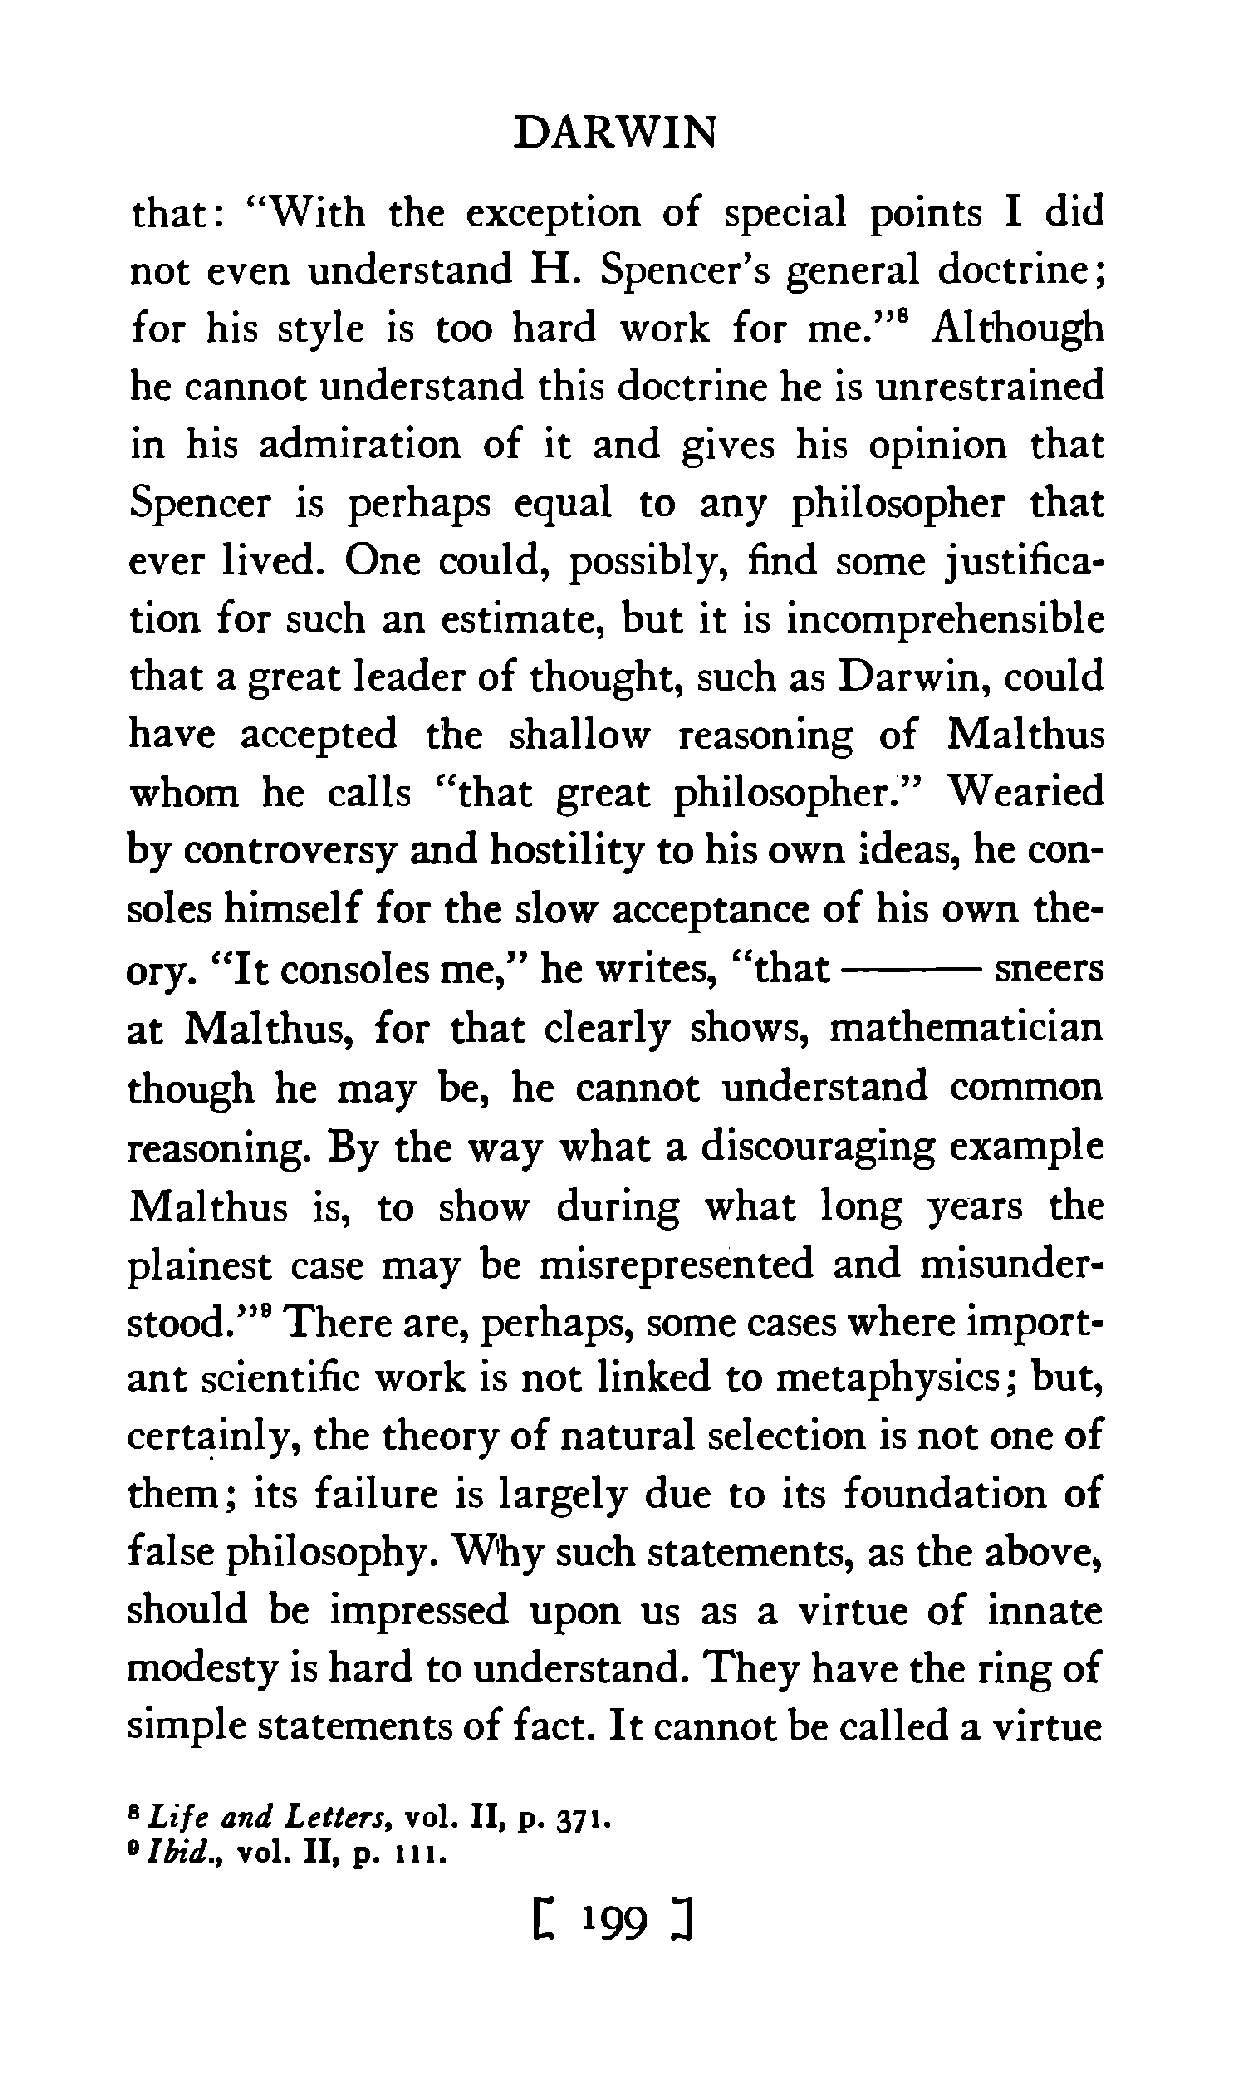 DARWIN
that: “With the exception of special points I did
not even understand H. Spencer’s general doctrine;
for his style is too hard work for me.”⁸ Although
he cannot understand this doctrine he is unrestrained
in his admiration of it and gives his opinion that
Spencer is perhaps equal to any philosopher that
ever lived. One could, possibly, find some justifica-
tion for such an estimate, but it is incomprehensible
that a great leader of thought, such as Darwin, could
have accepted the shallow reasoning of Malthus
whom he calls “that great philosopher.” Wearied
by controversy and hostility to his own ideas, he con-
soles himself for the slow acceptance of his own the-
ory. “It consoles me,” he writes, “that ——— sneers
at Malthus, for that clearly shows, mathematician
though he may be, he cannot understand common
reasoning. By the way what a discouraging example
Malthus is, to show during what long years the
plainest case may be misrepresented and misunder-
stood.”⁹ There are, perhaps, some cases where import-
ant scientific work is not linked to metaphysics; but,
certainly, the theory of natural selection is not one of
them; its failure is largely due to its foundation of
false philosophy. Why such statements, as the above,
should be impressed upon us as a virtue of innate
modesty is hard to understand. They have the ring of
simple statements of fact. It cannot be called a virtue
⁸ Life and Letters, vol. II, p. 371.
⁹ Ibid., vol. II, p. 111.
[ 199 ]